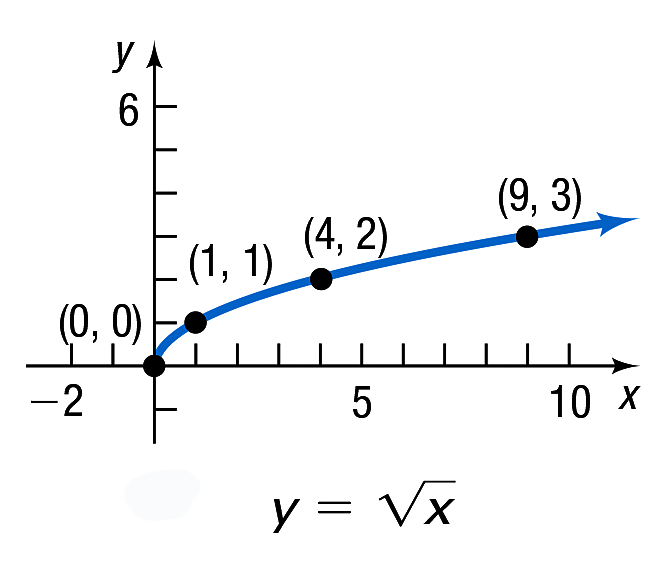 y
6
(9, 3)
(4, 2)
(1, 1)
(0, 0)
−2 5 10 x
y = √x